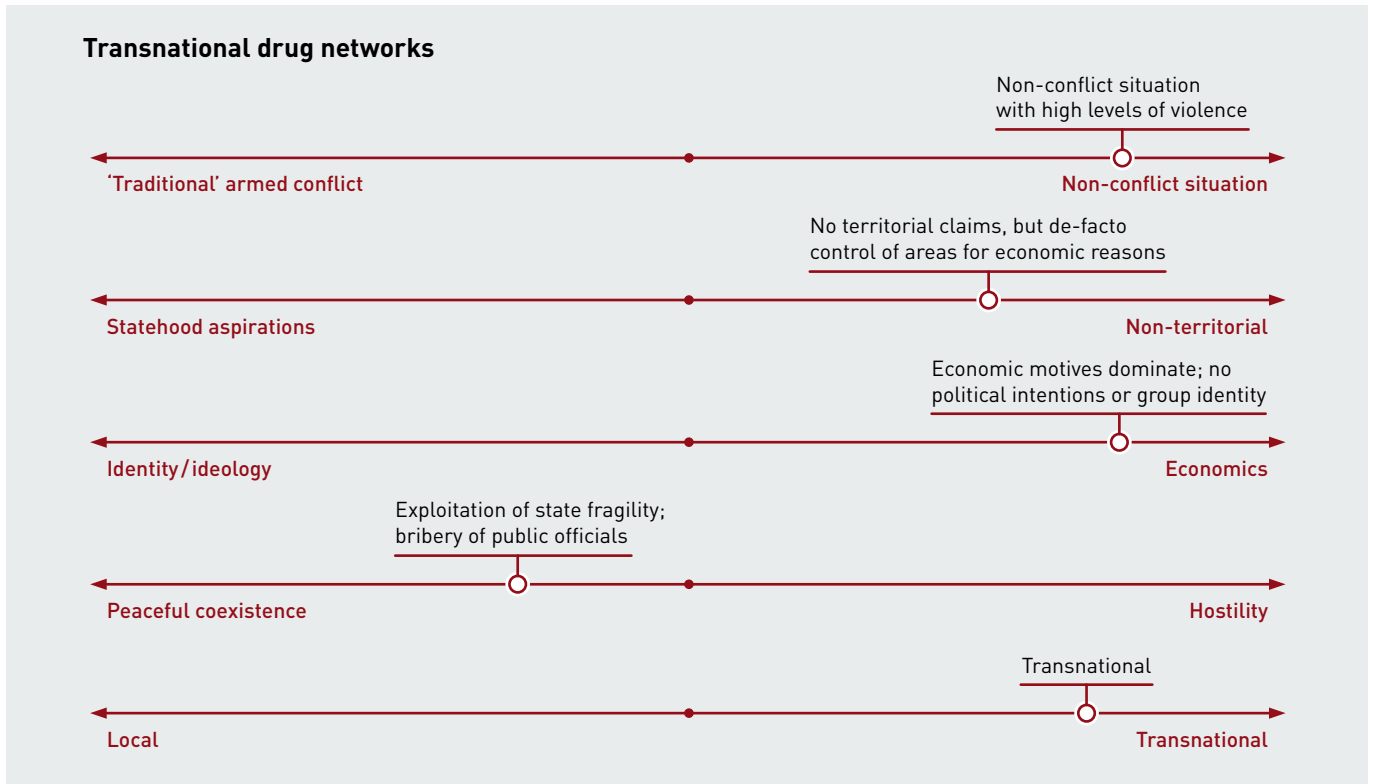 Transnational drug networks
Non-conflict situation
with high levels of violence
‘Traditional’ armed conflict
Non-conflict situation
No territorial claims, but de-facto
control of areas for economic reasons
Statehood aspirations
Non-territorial
Economic motives dominate; no
political intentions or group identity
Identity/ideology
Economics
Exploitation of state fragility;
bribery of public officials
Peaceful coexistence
Hostility
Transnational
Local
Transnational